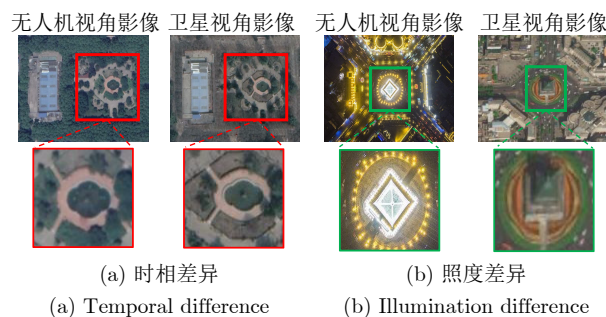 无人机视角影像 卫星视角影像 无人机视角影像 卫星视角影像
(a) 时相差异 (b) 照度差异
(a) Temporal difference (b) Illumination difference